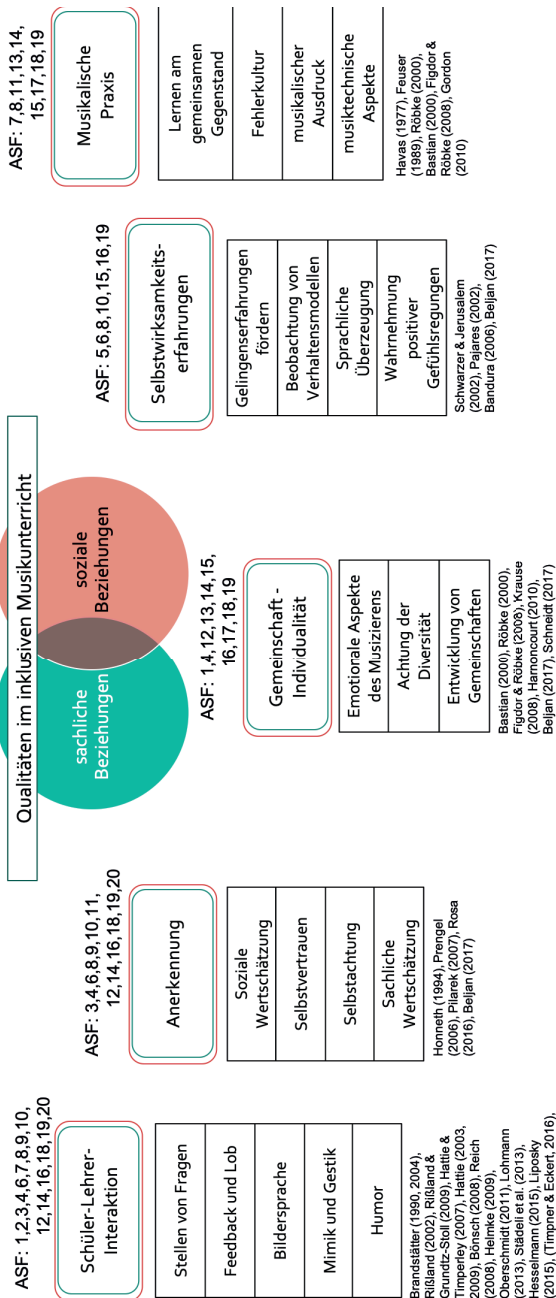 Qualitäten im inklusiven Musikunterricht
sachliche
Beziehungen
soziale
Beziehungen
ASF: 1,2,3,4,6,7,8,9,10,
12,14,16,18,19,20
Schüler-Lehrer-
Interaktion
Stellen von Fragen
Feedback und Lob
Bildersprache
Mimik und Gestik
Humor
Brandstätter (1990, 2004),
Rißland (2002), Rißland &
Grundtz-Stoll (2009), Hattie &
Timperley (2007), Hattie (2003,
2009), Bönsch (2008), Reich
(2008), Helmke (2009),
Oberschmidt (2011), Lohmann
(2013), Städeli et al. (2013),
Hesselmann (2015), Liposky
(2015), (Timpner & Eckert, 2016),
ASF: 3,4,6,8,9,10,11,
12,14,16,18,19,20
Anerkennung
Soziale
Wertschätzung
Selbstvertrauen
Selbstachtung
Sachliche
Wertschätzung
Honneth (1994), Prengel
(2006), Pilarek (2007), Rosa
(2016), Beljan (2017)
ASF: 1,4,12,13,14,15,
16,17,18,19
Gemeinschaft -
Individualität
Emotionale Aspekte
des Musizierens
Achtung der
Diversität
Entwicklung von
Gemeinschaften
Bastian (2000), Röbke (2000),
Figdor & Röbke (2008), Krause
(2008), Harnoncourt (2010),
Beljan (2017), Schneidt (2017)
ASF: 5,6,8,10,15,16,19
Selbstwirksamkeits-
erfahrungen
Gelingenserfahrungen
fördern
Beobachtung von
Verhaltensmodellen
Sprachliche
Überzeugung
Wahrnehmung
positiver
Gefühlsregungen
Schwarzer & Jerusalem
(2002), Pajares (2002),
Bandura (2006), Beljan (2017)
ASF: 7,8,11,13,14,
15,17,18,19
Musikalische
Praxis
Lernen am
gemeinsamen
Gegenstand
Fehlerkultur
musikalischer
Ausdruck
musiktechnische
Aspekte
Havas (1977), Feuser
(1989), Röbke (2000),
Bastian (2000), Figdor &
Röbke (2008), Gordon
(2010)